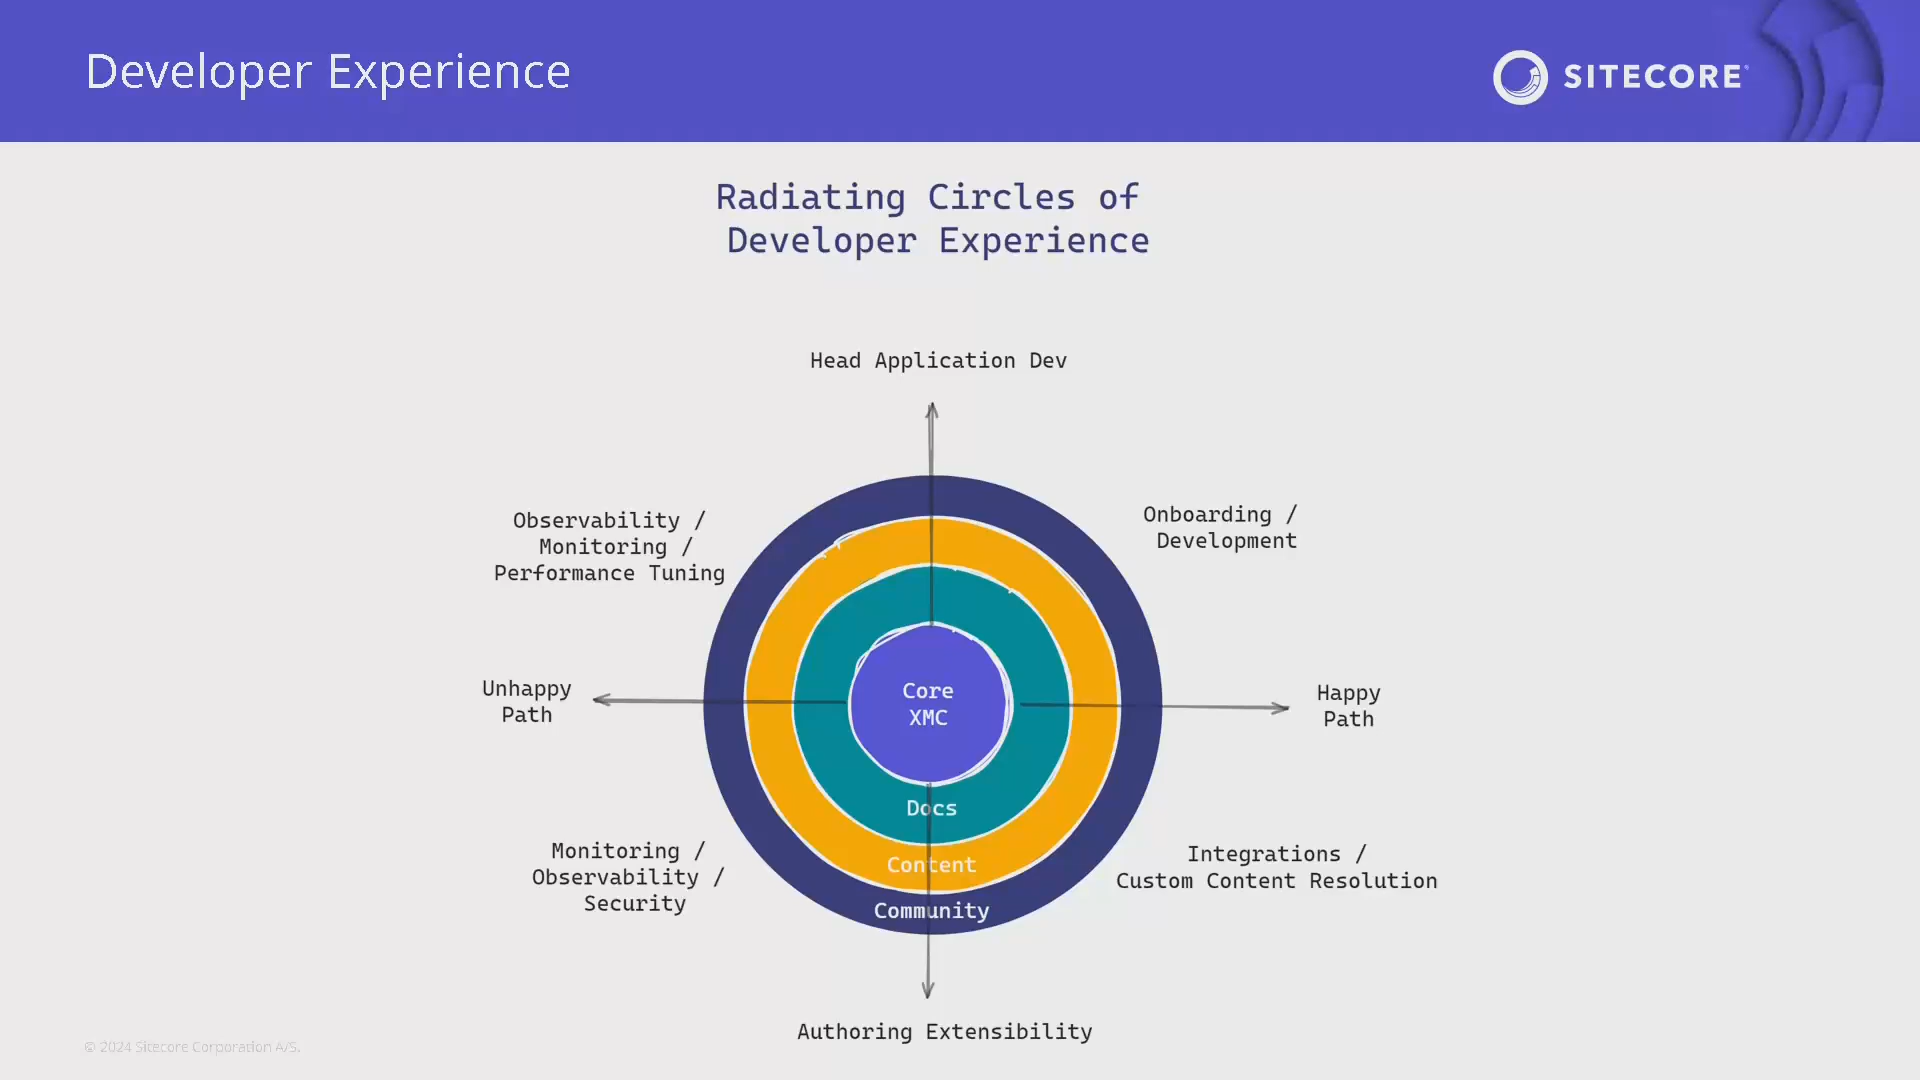 Developer Experience
SITECORE
Radiating Circles of
Developer Experience
Head Application Dev
Observability /
Monitoring /
Performance Tuning
Onboarding /
Development
Unhappy
Path
Core
XMC
Happy
Path
Docs
Content
Community
Monitoring /
Observability /
Security
Integrations /
Custom Content Resolution
Authoring Extensibility
© 2024 Sitecore Corporation A/S.